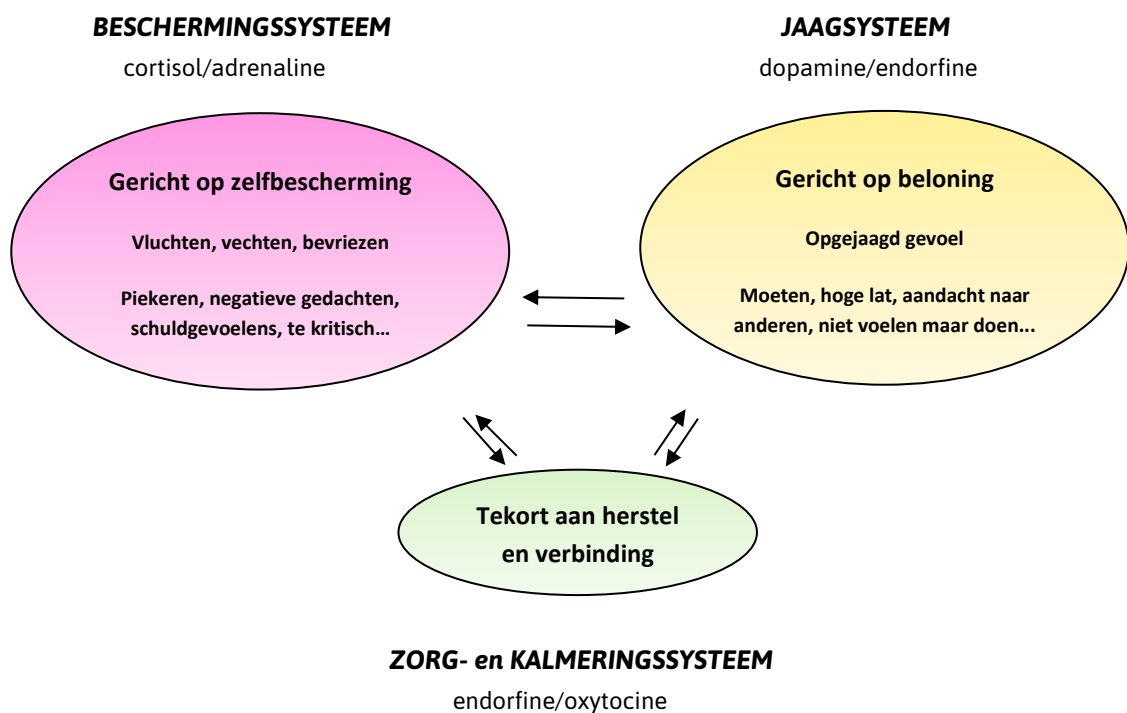 BESCHERMINGSSYSTEEM
cortisol/adrenaline
JAAGSYSTEEM
dopamine/endorfine
Gericht op zelfbescherming
Vluchten, vechten, bevriezen
Piekeren, negatieve gedachten,
schuldgevoelens, te kritisch...
Gericht op beloning
Opgejaagd gevoel
Moeten, hoge lat, aandacht naar
anderen, niet voelen maar doen...
Tekort aan herstel
en verbinding
ZORG- en KALMERINGSSYSTEEM
endorfine/oxytocine